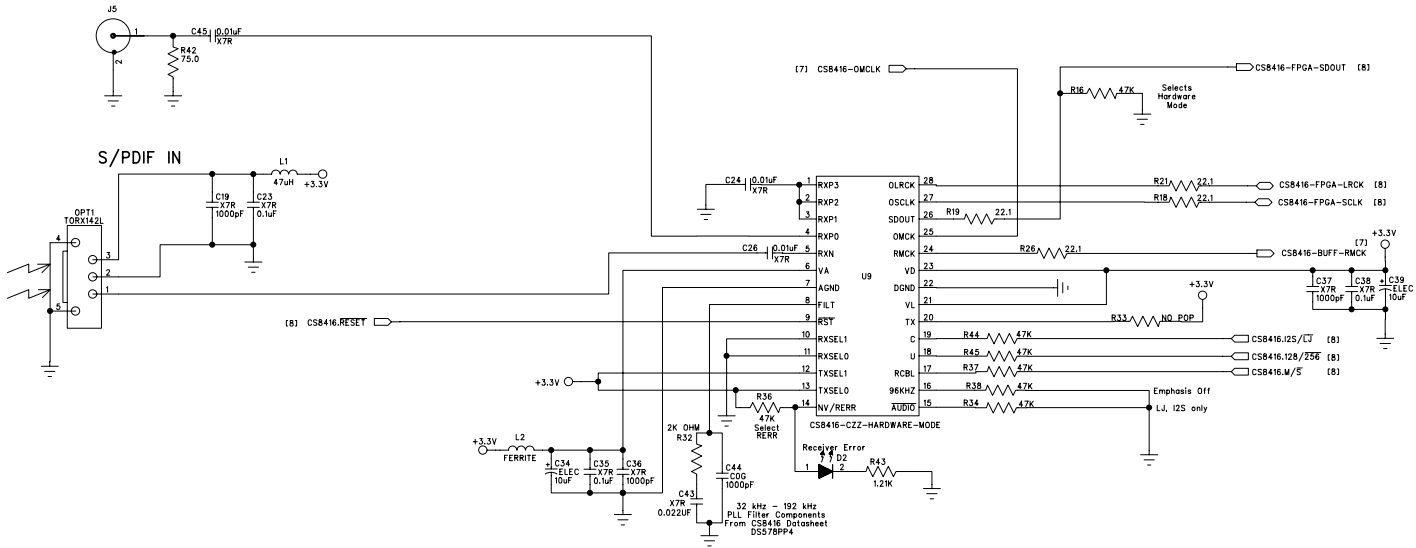 J5
1
2
C45
0.01uF
X7R
R42
75.0
[7] CS8416-OMCLK
CS8416-FPGA-SDOUT [8]
R16
47K
Selects
Hardware
Mode
S/PDIF IN
L1
47uH
+3.3V
C19
X7R
1000pF
C23
X7R
0.1uF
OPT1
TORX142L
4
3
2
1
5
C24
0.01uF
X7R
C26
0.01uF
X7R
1 RXP3
2 RXP2
3 RXP1
4 RXP0
5 RXN
6 VA
7 AGND
8 FILT
9 RST
10 RXSEL1
11 RXSEL0
12 TXSEL1
13 TXSEL0
14 NV/RERR
U9
OLRCK 28
OSCLK 27
SDOUT 26
OMCK 25
RMCK 24
VD 23
DGND 22
VL 21
TX 20
C 19
U 18
RCBL 17
96KHZ 16
AUDIO 15
CS8416-CZZ-HARDWARE-MODE
R21
22.1
CS8416-FPGA-LRCK [8]
R18
22.1
CS8416-FPGA-SCLK [8]
R19
22.1
R26
22.1
[7]
CS8416-BUFF-RMCK
+3.3V
C37
X7R
1000pF
C38
X7R
0.1uF
+
C39
ELEC
10uF
+3.3V
R33
NO POP
R44
47K
CS8416.I2S/LJ [8]
R45
47K
CS8416.128/256 [8]
R37
47K
CS8416.M/S [8]
R38
47K
Emphasis Off
R34
47K
LJ, I2S only
[8] CS8416.RESET
+3.3V
R36
47K
Select
RERR
Receiver Error
D2
1
2
R43
1.21K
+3.3V
L2
FERRITE
+
C34
ELEC
10uF
C35
X7R
0.1uF
C36
X7R
1000pF
2K OHM
R32
C44
COG
1000pF
C43
X7R
0.022UF
32 kHz - 192 kHz
PLL Filter Components
From CS8416 Datasheet
DS578PP4